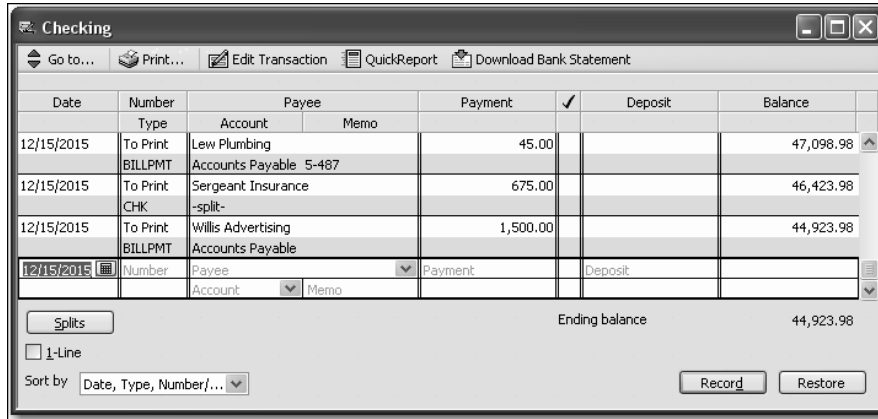 Checking
Go to... Print... Edit Transaction QuickReport Download Bank Statement
Date Number Payee Payment ✓ Deposit Balance
Type Account Memo
12/15/2015 To Print Lew Plumbing 45.00 47,098.98
BILLPMT Accounts Payable 5-487
12/15/2015 To Print Sergeant Insurance 675.00 46,423.98
CHK -split-
12/15/2015 To Print Willis Advertising 1,500.00 44,923.98
BILLPMT Accounts Payable
12/15/2015 Number Payee Payment Deposit
Account Memo
Splits Ending balance 44,923.98
1-Line
Sort by Date, Type, Number/... Record Restore